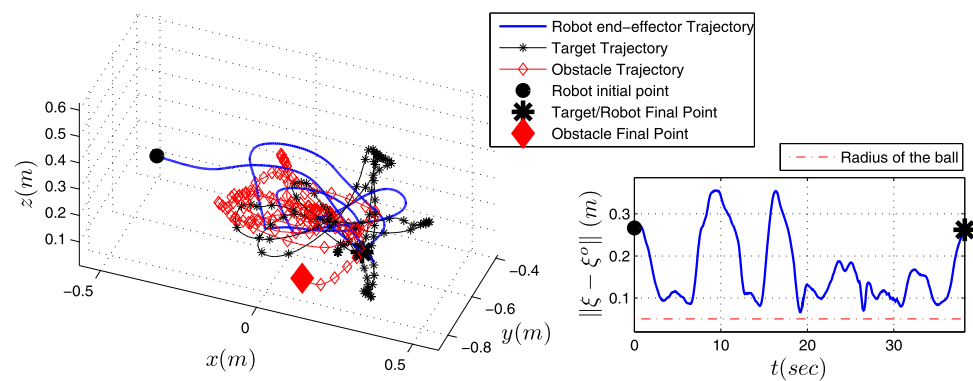 Robot end−effector Trajectory
Target Trajectory
Obstacle Trajectory
Robot initial point
Target/Robot Final Point
Obstacle Final Point
0.6
0.5
0.4
0.3
0.2
0.1
z(m)
−0.5
0
0.5
x(m)
−0.4
−0.6
−0.8
y(m)
Radius of the ball
0.3
0.2
0.1
||ξ − ξᵒ|| (m)
0 10 20 30
t(sec)